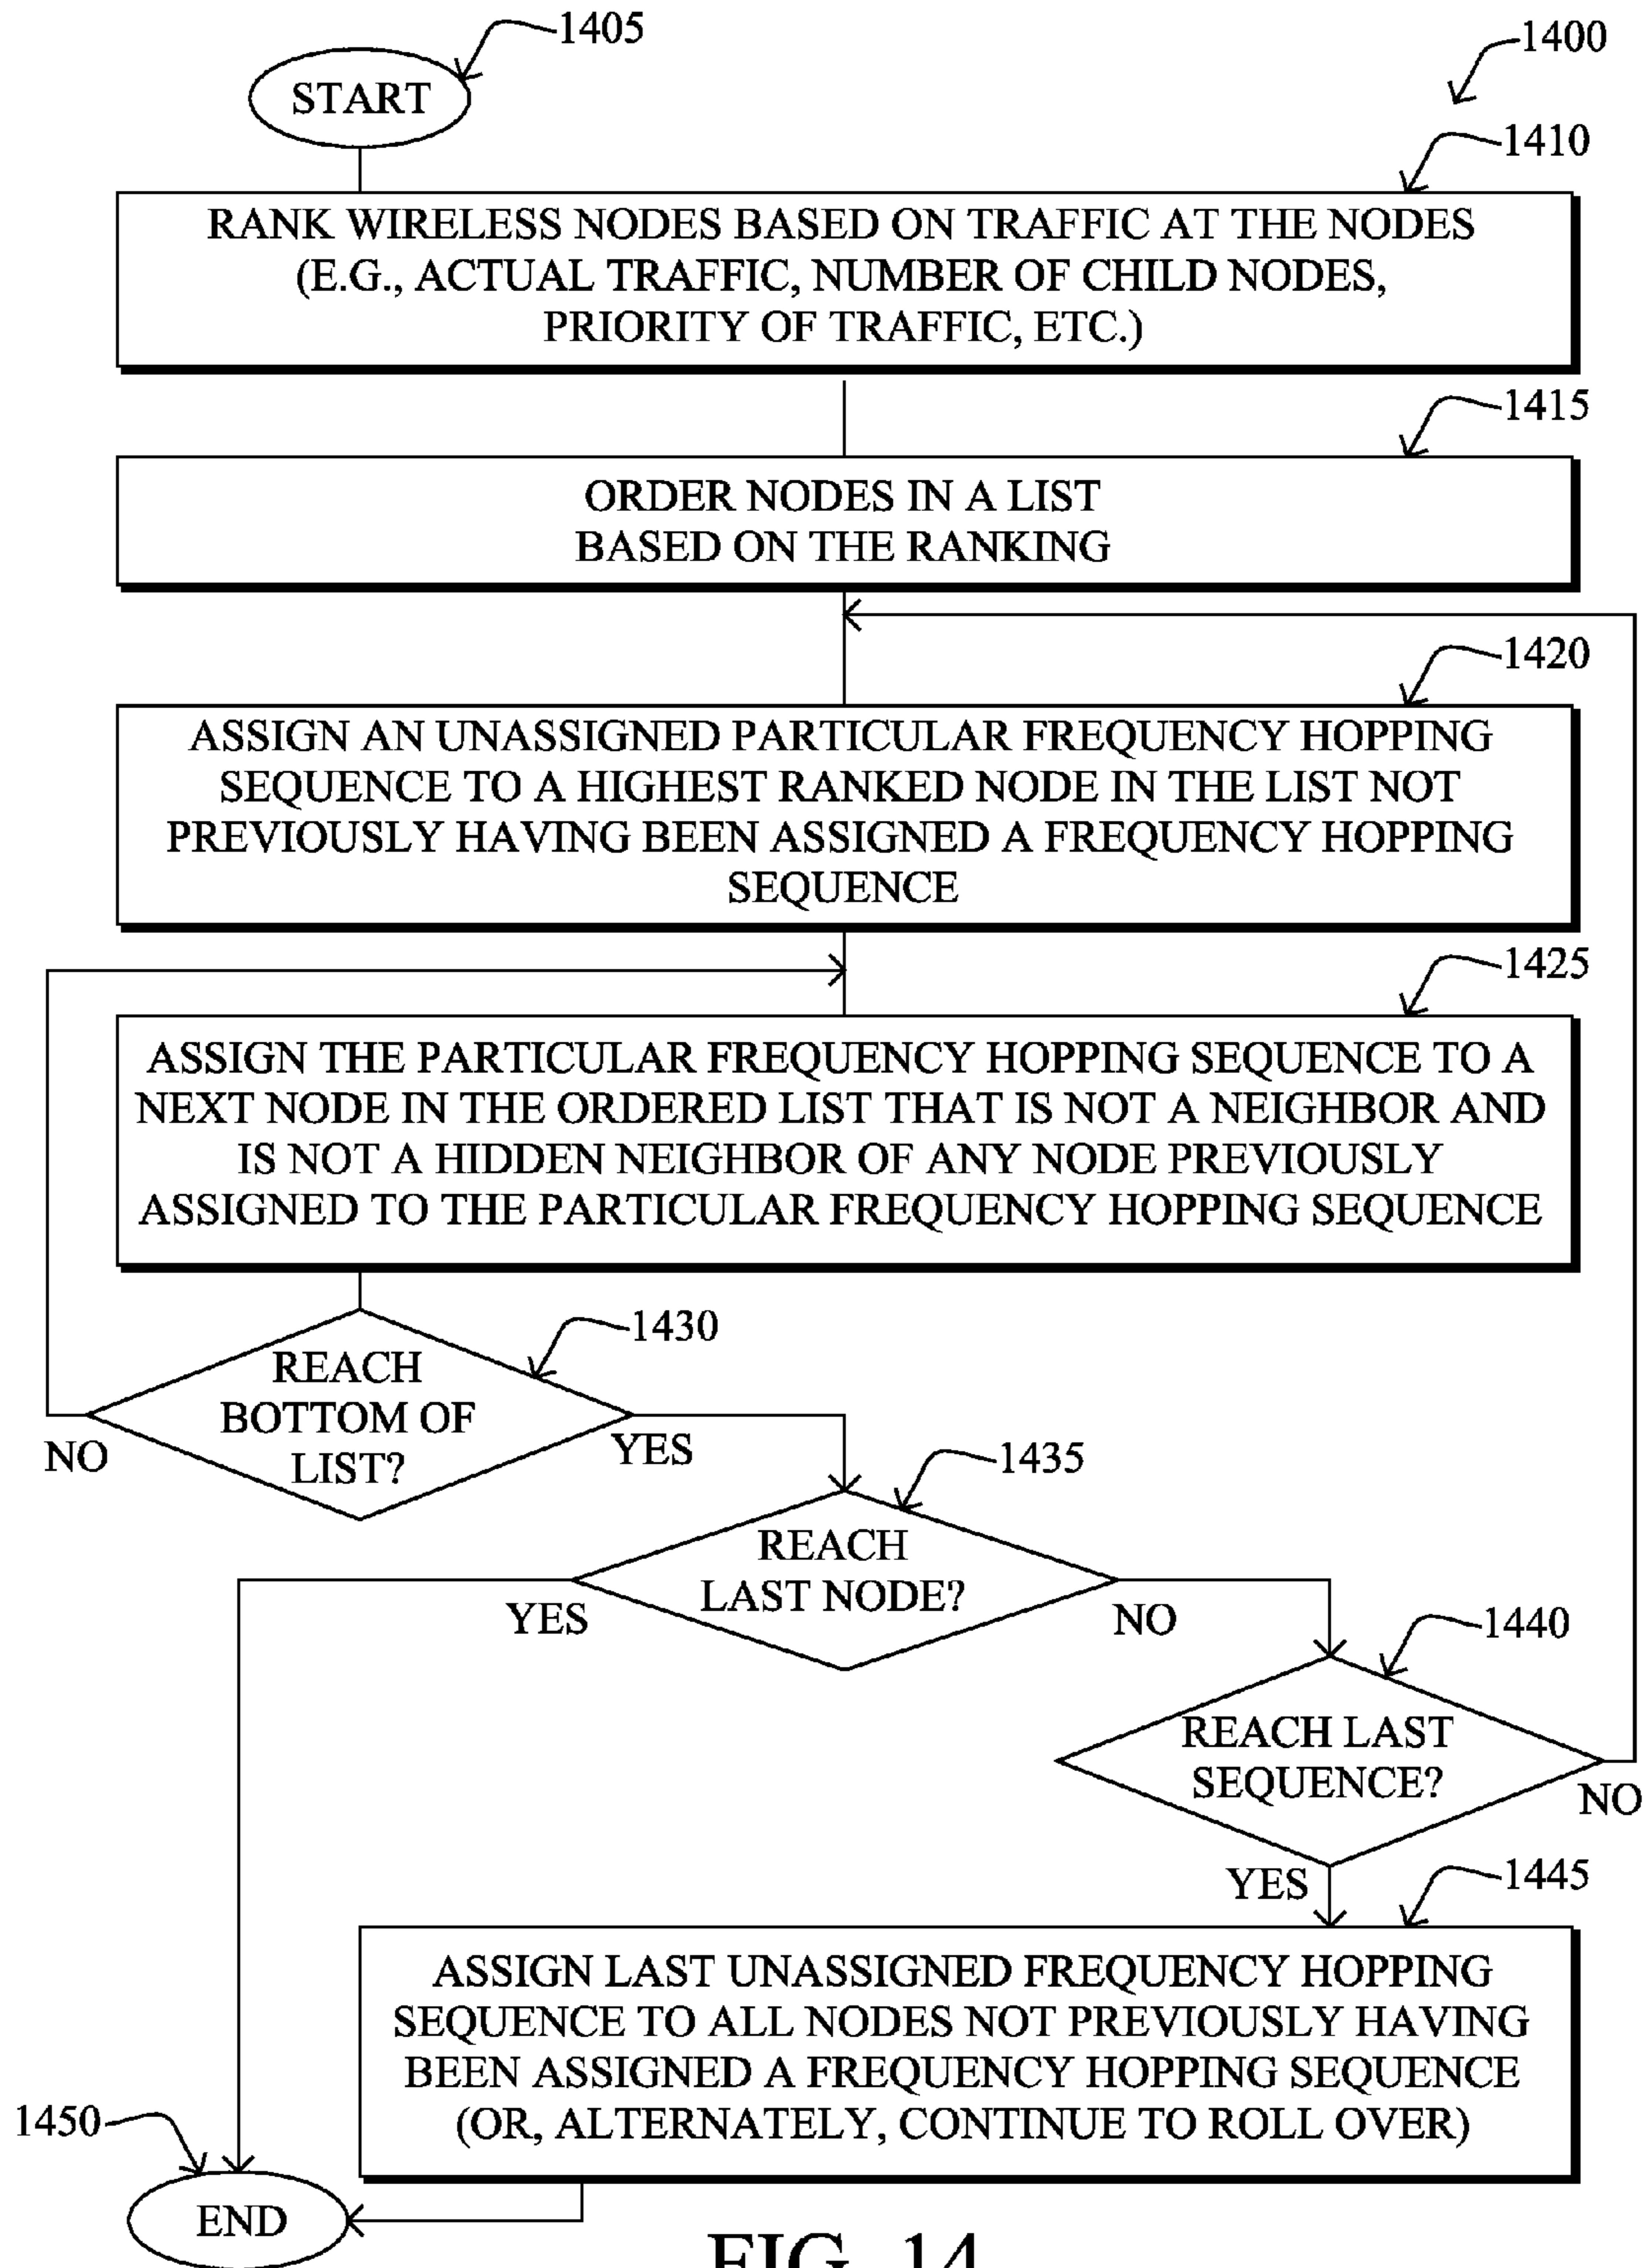 1405
1400
START
1410
RANK WIRELESS NODES BASED ON TRAFFIC AT THE NODES
(E.G., ACTUAL TRAFFIC, NUMBER OF CHILD NODES,
PRIORITY OF TRAFFIC, ETC.)
1415
ORDER NODES IN A LIST
BASED ON THE RANKING
1420
ASSIGN AN UNASSIGNED PARTICULAR FREQUENCY HOPPING
SEQUENCE TO A HIGHEST RANKED NODE IN THE LIST NOT
PREVIOUSLY HAVING BEEN ASSIGNED A FREQUENCY HOPPING
SEQUENCE
1425
ASSIGN THE PARTICULAR FREQUENCY HOPPING SEQUENCE TO A
NEXT NODE IN THE ORDERED LIST THAT IS NOT A NEIGHBOR AND
IS NOT A HIDDEN NEIGHBOR OF ANY NODE PREVIOUSLY
ASSIGNED TO THE PARTICULAR FREQUENCY HOPPING SEQUENCE
1430
REACH
BOTTOM OF
LIST?
NO
YES
1435
REACH
LAST NODE?
YES
NO
1440
REACH LAST
SEQUENCE?
NO
YES
1445
ASSIGN LAST UNASSIGNED FREQUENCY HOPPING
SEQUENCE TO ALL NODES NOT PREVIOUSLY HAVING
BEEN ASSIGNED A FREQUENCY HOPPING SEQUENCE
(OR, ALTERNATELY, CONTINUE TO ROLL OVER)
1450
END
FIG. 14